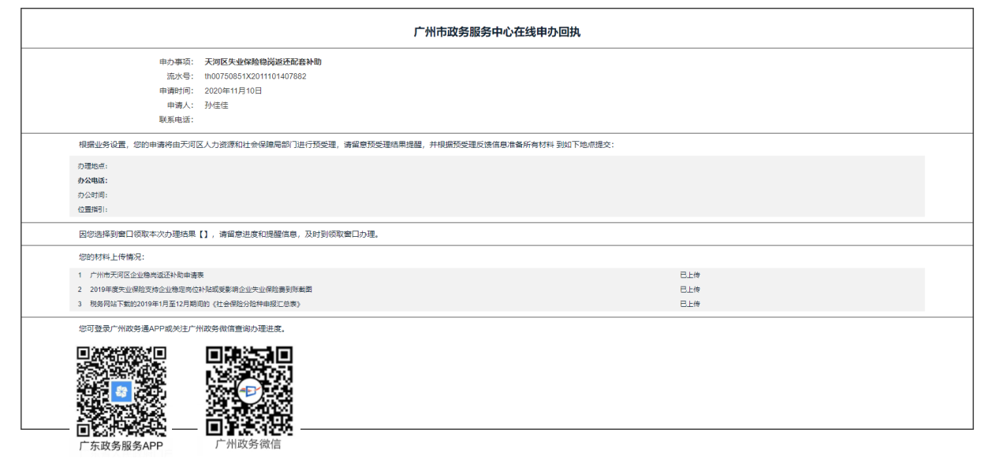 广州市政务服务中心在线申办回执
申办事项： 天河区失业保险稳岗返还配套补助
流水号： th00750851X2011101407882
申请时间： 2020年11月10日
申请人： 孙佳佳
联系电话：
根据业务设置，您的申请将由天河区人力资源和社会保障局部门进行预受理，请留意预受理结果提醒，并根据预受理反馈信息准备所有材料 到如下地点提交：
办理地点：
办公电话：
办公时间：
位置指引：
因您选择到窗口领取本次办理结果【】，请留意进度和提醒信息，及时到领取窗口办理。
您的材料上传情况：
1 广州市天河区企业稳岗返还补助申请表 已上传
2 2019年度失业保险支持企业稳定岗位补贴或受影响企业失业保险费到账截图 已上传
3 税务网站下载的2019年1月至12月期间的《社会保险分险种申报汇总表》 已上传
您可登录广州政务通APP或关注广州政务微信查询办理进度。
广东政务服务APP 广州政务微信